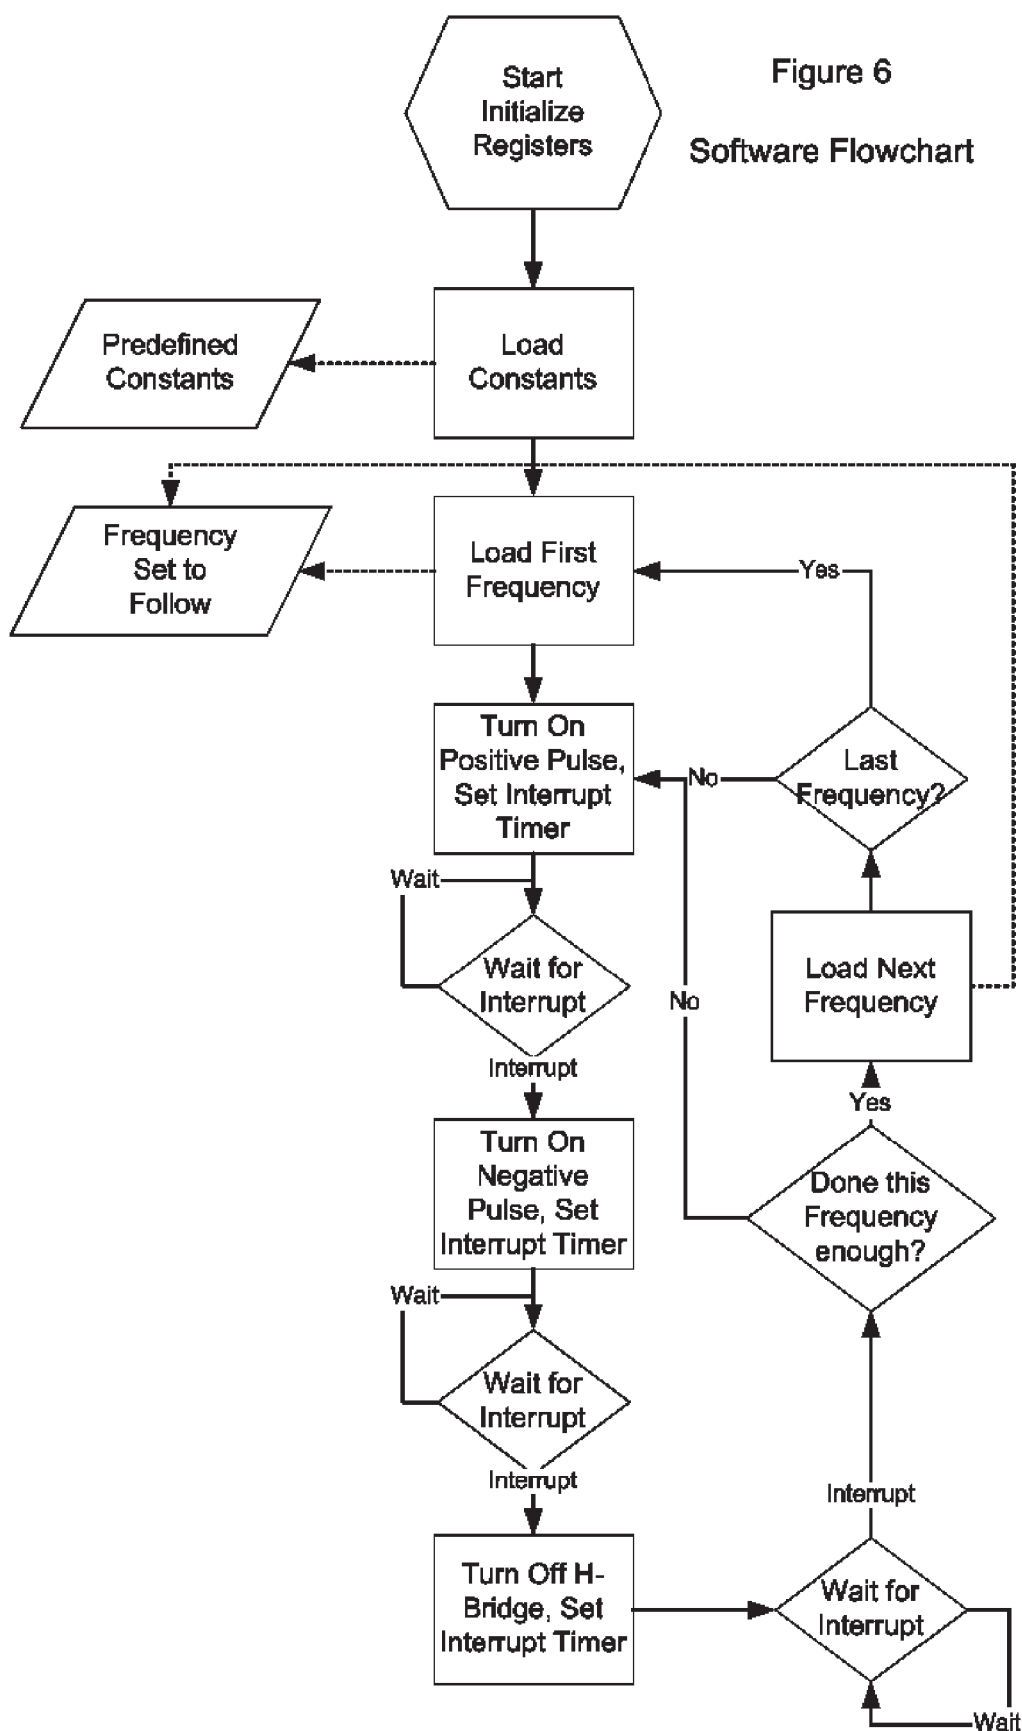 Figure 6
Software Flowchart
Start
Initialize
Registers
Predefined
Constants
Load
Constants
Frequency
Set to
Follow
Load First
Frequency
Yes
Turn On
Positive Pulse,
Set Interrupt
Timer
No
Last
Frequency?
Wait
Wait for
Interrupt
No
Load Next
Frequency
Interrupt
Yes
Turn On
Negative
Pulse, Set
Interrupt Timer
Done this
Frequency
enough?
Wait
Wait for
Interrupt
Interrupt
Interrupt
Turn Off H-
Bridge, Set
Interrupt Timer
Wait for
Interrupt
Wait